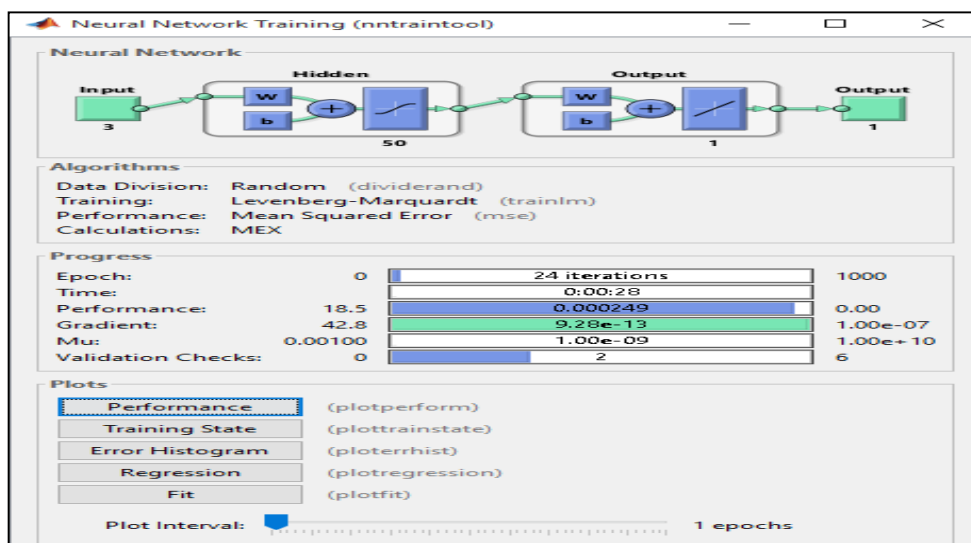 Neural Network Training (nntraintool)
Neural Network
Hidden Output
Input Output
W W
b b
3 50 1 1
Algorithms
Data Division: Random (dividerand)
Training: Levenberg-Marquardt (trainlm)
Performance: Mean Squared Error (mse)
Calculations: MEX
Progress
Epoch: 0 24 iterations 1000
Time: 0:00:28
Performance: 18.5 0.000249 0.00
Gradient: 42.8 9.28e-13 1.00e-07
Mu: 0.00100 1.00e-09 1.00e+10
Validation Checks: 0 2 6
Plots
Performance (plotperform)
Training State (plottrainstate)
Error Histogram (ploterrhist)
Regression (plotregression)
Fit (plotfit)
Plot Interval: 1 epochs